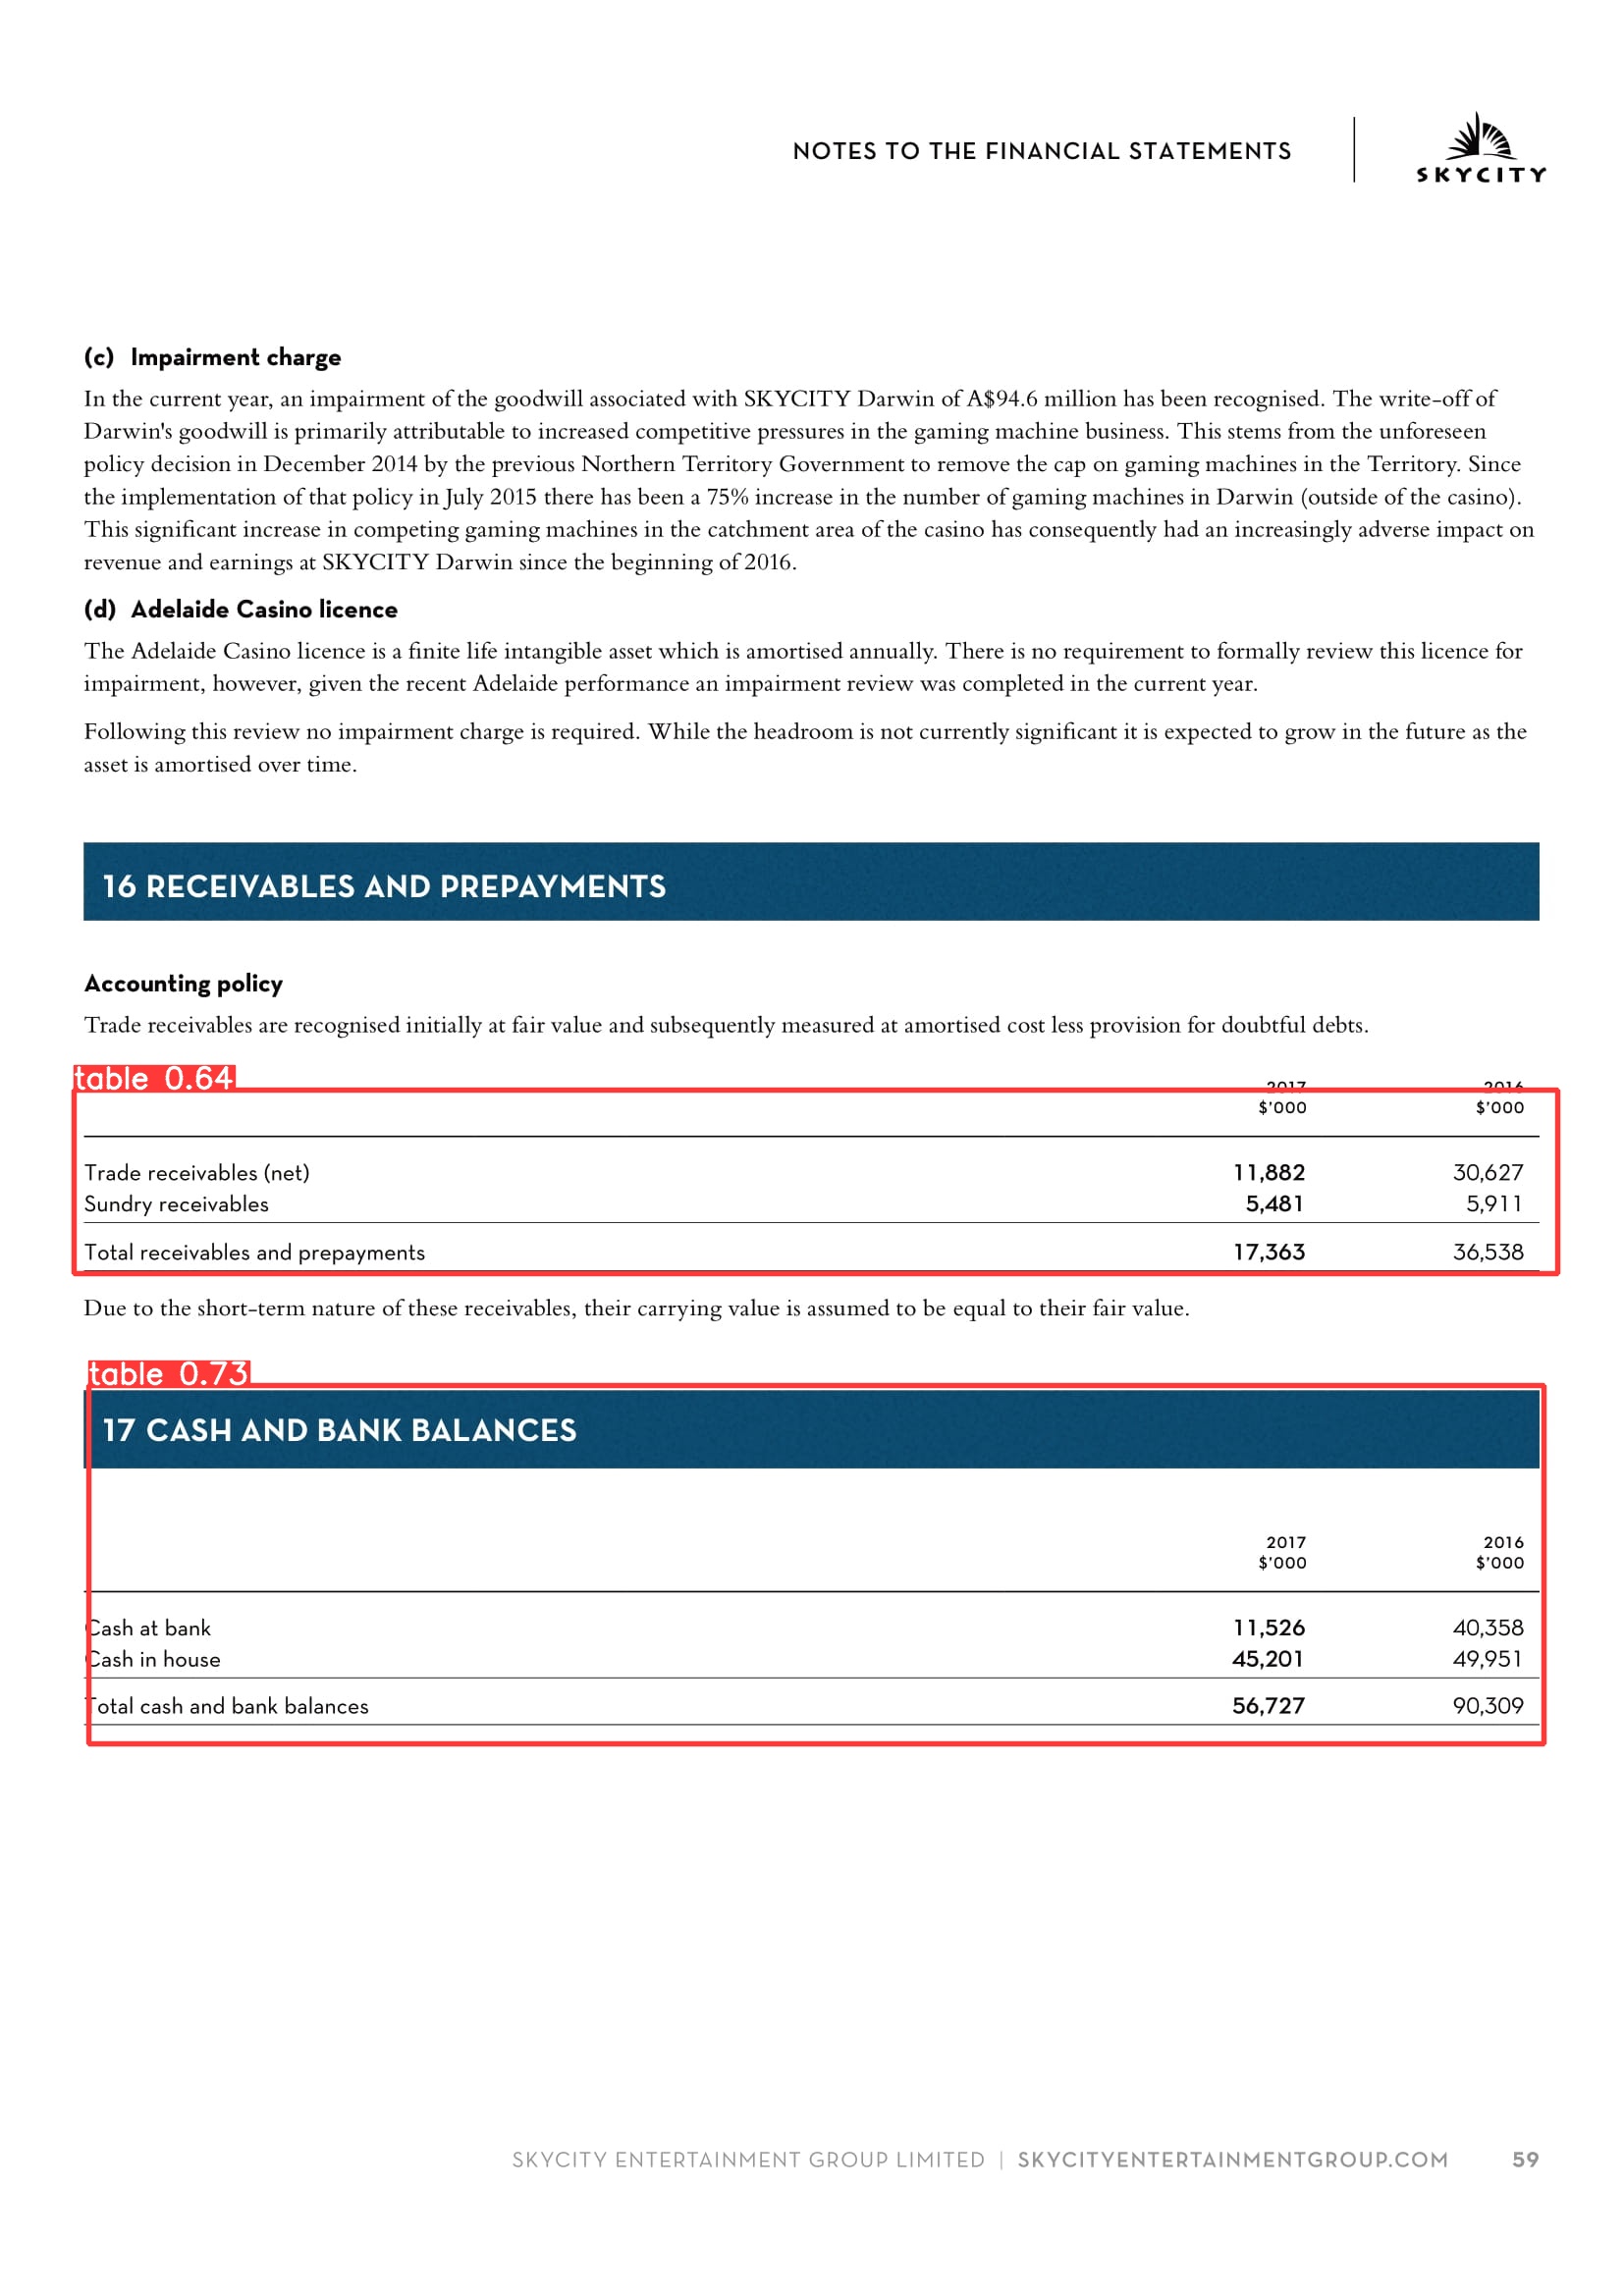 NOTES TO THE FINANCIAL STATEMENTS
SKYCITY
(c) Impairment charge
In the current year, an impairment of the goodwill associated with SKYCITY Darwin of A$94.6 million has been recognised. The write-off of
Darwin's goodwill is primarily attributable to increased competitive pressures in the gaming machine business. This stems from the unforeseen
policy decision in December 2014 by the previous Northern Territory Government to remove the cap on gaming machines in the Territory. Since
the implementation of that policy in July 2015 there has been a 75% increase in the number of gaming machines in Darwin (outside of the casino).
This significant increase in competing gaming machines in the catchment area of the casino has consequently had an increasingly adverse impact on
revenue and earnings at SKYCITY Darwin since the beginning of 2016.
(d) Adelaide Casino licence
The Adelaide Casino licence is a finite life intangible asset which is amortised annually. There is no requirement to formally review this licence for
impairment, however, given the recent Adelaide performance an impairment review was completed in the current year.
Following this review no impairment charge is required. While the headroom is not currently significant it is expected to grow in the future as the
asset is amortised over time.
16 RECEIVABLES AND PREPAYMENTS
Accounting policy
Trade receivables are recognised initially at fair value and subsequently measured at amortised cost less provision for doubtful debts.
table 0.64
2017 2016
$'000 $'000
Trade receivables (net) 11,882 30,627
Sundry receivables 5,481 5,911
Total receivables and prepayments 17,363 36,538
Due to the short-term nature of these receivables, their carrying value is assumed to be equal to their fair value.
table 0.73
17 CASH AND BANK BALANCES
2017 2016
$'000 $'000
Cash at bank 11,526 40,358
Cash in house 45,201 49,951
Total cash and bank balances 56,727 90,309
SKYCITY ENTERTAINMENT GROUP LIMITED | SKYCITYENTERTAINMENTGROUP.COM 59